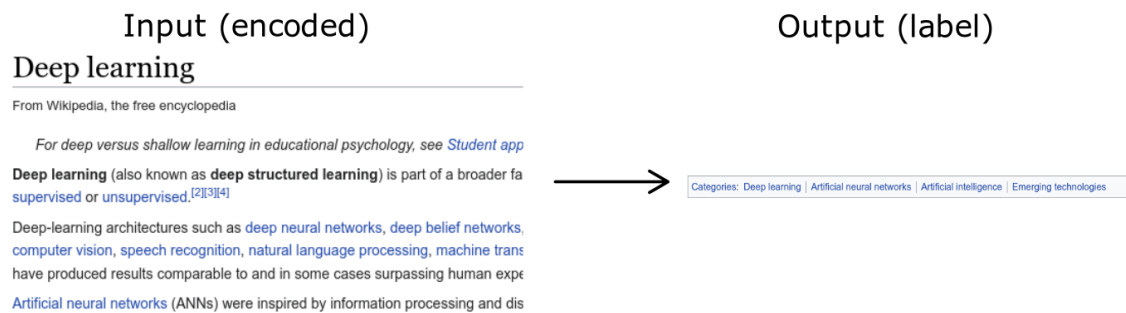 Input (encoded)
Output (label)
Deep learning
From Wikipedia, the free encyclopedia
For deep versus shallow learning in educational psychology, see Student app
Deep learning (also known as deep structured learning) is part of a broader fa
supervised or unsupervised.[2][3][4]
Deep-learning architectures such as deep neural networks, deep belief networks,
computer vision, speech recognition, natural language processing, machine trans
have produced results comparable to and in some cases surpassing human expe
Artificial neural networks (ANNs) were inspired by information processing and dis
Categories: Deep learning | Artificial neural networks | Artificial intelligence | Emerging technologies